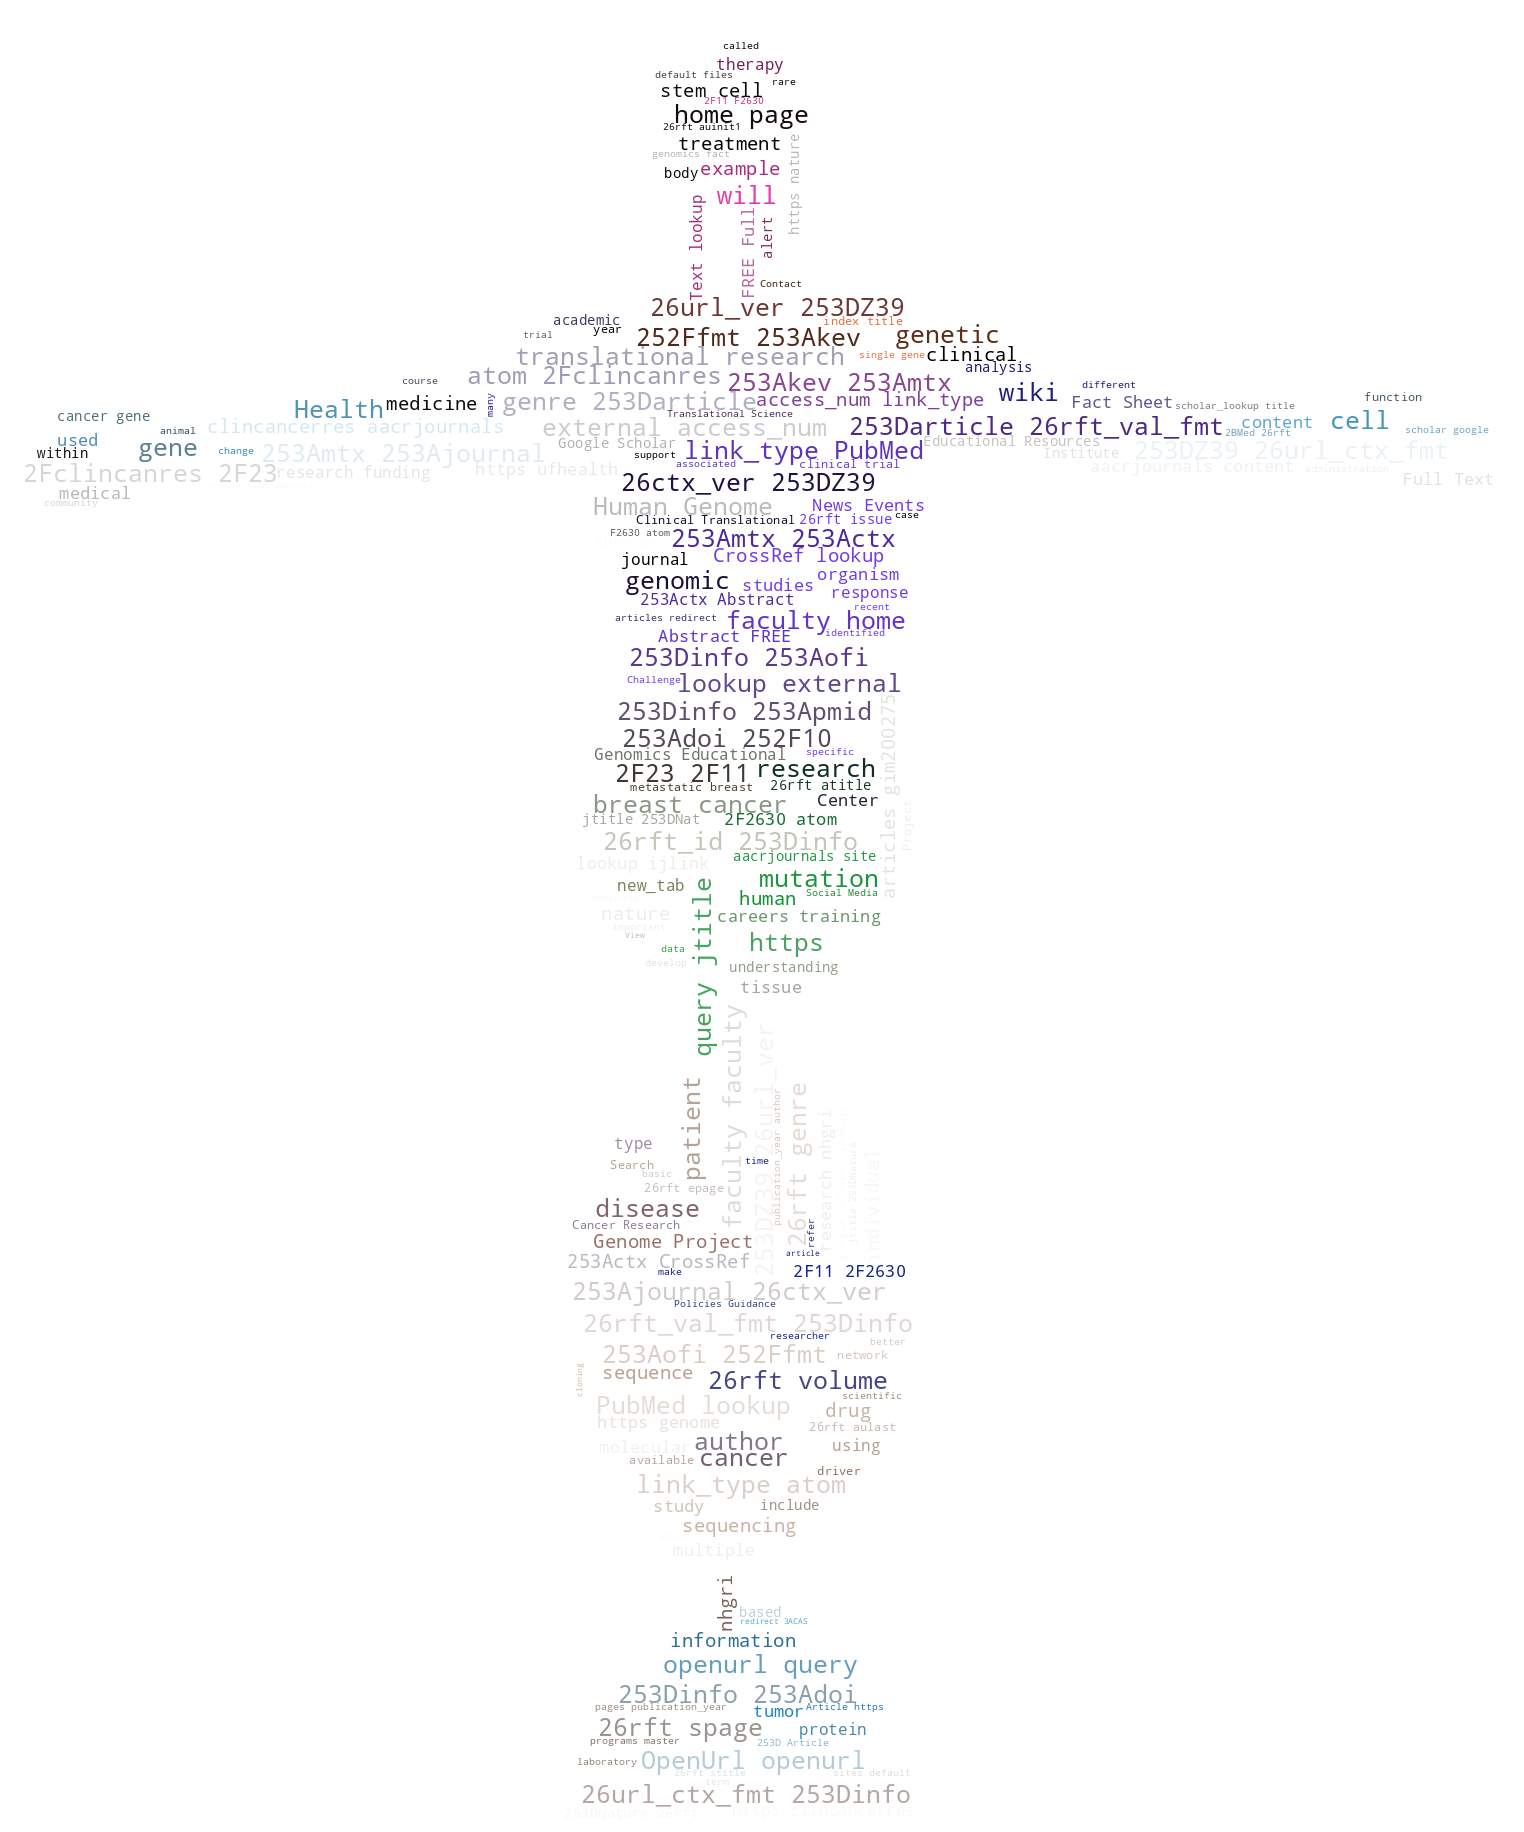 called
therapy
default files
rare
stem cell
2F11 F2630
home page
26rft auinit1
treatment
genomics fact
https nature
body
example
will
Text lookup
FREE Full
alert
Contact
26url_ver 253DZ39
academic
index title
year
trial
252Ffmt 253Akev
genetic
translational research
single gene
clinical
atom 2Fclincanres
analysis
253Akev 253Amtx
course
wiki
different
many
Health
medicine
genre 253Darticle
access_num link_type
Fact Sheet
scholar_lookup title
function
cancer gene
Translational Science
clincancerres aacrjournals
external access_num
253Darticle 26rft_val_fmt
content
cell
animal
2BMed 26rft
scholar google
used
gene
change
Google Scholar
link_type PubMed
Educational Resources
within
253Amtx 253Ajournal
support
Institute
253DZ39 26url_ctx_fmt
associated
clinical trial
2Fclincanres 2F23
research funding
https ufhealth
aacrjournals content
administration
Full Text
26ctx_ver 253DZ39
medical
community
Human Genome
News Events
Clinical Translational
26rft issue
case
F2630 atom
253Amtx 253Actx
journal
CrossRef lookup
organism
genomic
studies
response
253Actx Abstract
recent
articles redirect
faculty home
Abstract FREE
identified
253Dinfo 253Aofi
Challenge
lookup external
253Dinfo 253Apmid
articles gim200275
253Adoi 252F10
Genomics Educational
specific
2F23 2F11
research
metastatic breast
26rft atitle
breast cancer
Center
Project
jtitle 253DNat
2F2630 atom
26rft_id 253Dinfo
aacrjournals site
lookup ijlink
mutation
new_tab
Social Media
human
query jtitle
nature
careers training
important
View
https
data
develop
understanding
tissue
faculty faculty
253DZ39 26url_ver
patient
26rft genre
publication_year author
research nhgri
type
jtitle 253DNature
individual
time
Search
basic
26rft epage
disease
refer
Cancer Research
Genome Project
article
253Actx CrossRef
make
2F11 2F2630
253Ajournal 26ctx_ver
Policies Guidance
26rft_val_fmt 253Dinfo
researcher
better
253Aofi 252Ffmt
network
cloning
sequence
26rft volume
scientific
PubMed lookup
drug
https genome
26rft aulast
author
molecular
using
cancer
available
driver
link_type atom
study
include
sequencing
multiple
nhgri
based
redirect 3ACAS
information
openurl query
253Dinfo 253Adoi
pages publication_year
tumor
Article https
26rft spage
protein
programs master
253D Article
OpenUrl openurl
laboratory
26rft stitle
sites default
term
26url_ctx_fmt 253Dinfo
253DNature 26rft
https clincancerres